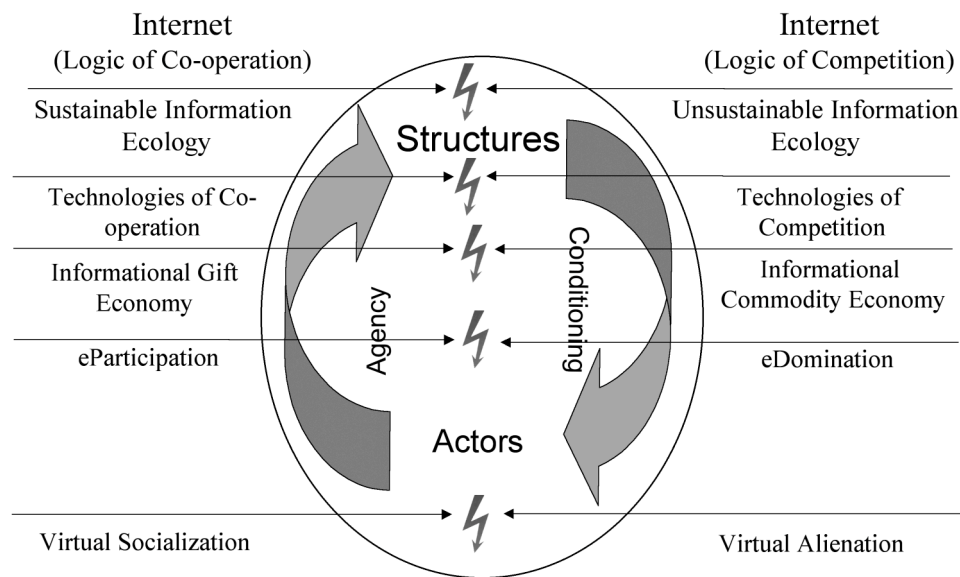 Internet
(Logic of Co-operation)
Sustainable Information
Ecology
Technologies of Co-
operation
Informational Gift
Economy
eParticipation
Virtual Socialization
Structures
Agency
Conditioning
Actors
Internet
(Logic of Competition)
Unsustainable Information
Ecology
Technologies of
Competition
Informational
Commodity Economy
eDomination
Virtual Alienation